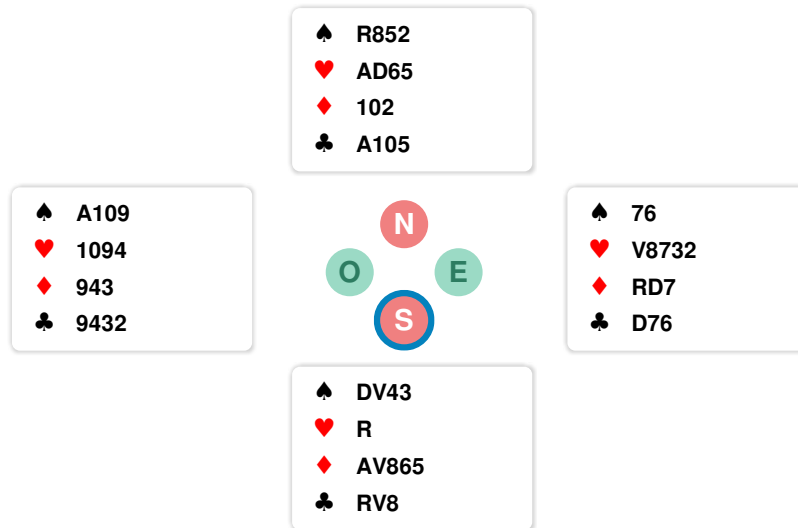 ♠ R852
♥ AD65
♦ 102
♣ A105
♠ A109
♥ 1094
♦ 943
♣ 9432
N
O E
S
♠ 76
♥ V8732
♦ RD7
♣ D76
♠ DV43
♥ R
♦ AV865
♣ RV8